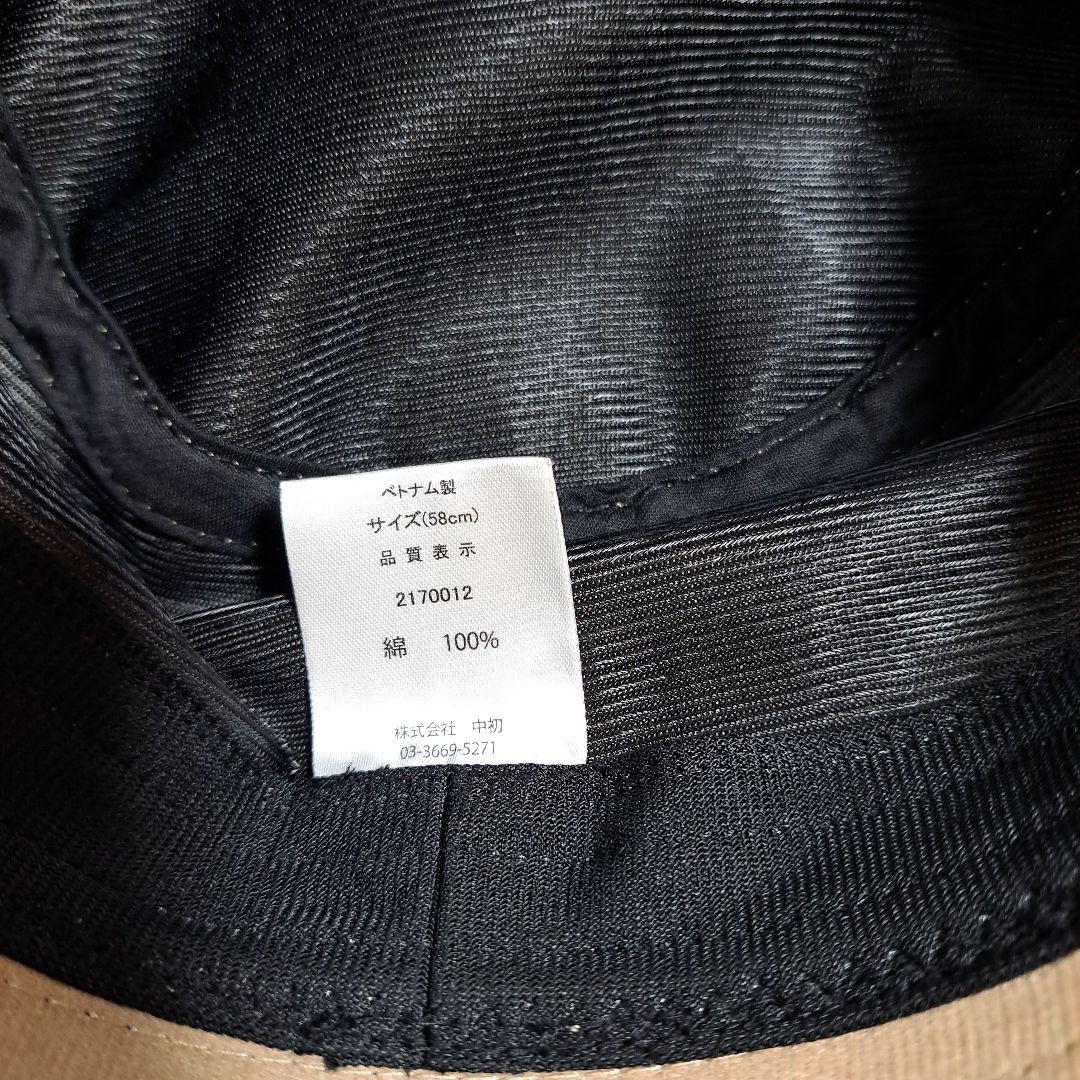 ベトナム製
サイズ(58cm)
品質表示
2170012
綿 100%
株式会社 中初
03-3669-5271